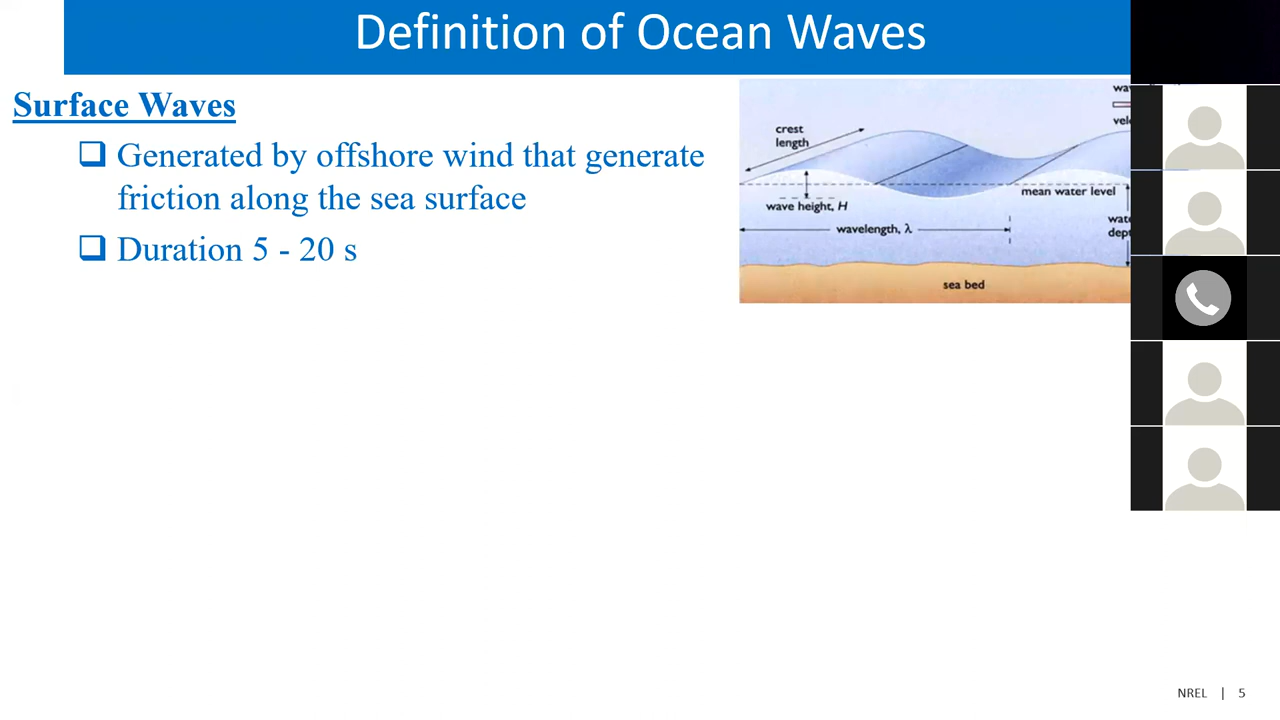 Definition of Ocean Waves
Surface Waves
Generated by offshore wind that generate
friction along the sea surface
Duration 5 - 20 s
crest
length
wave height, H
wavelength, λ
mean water level
sea bed
NREL | 5